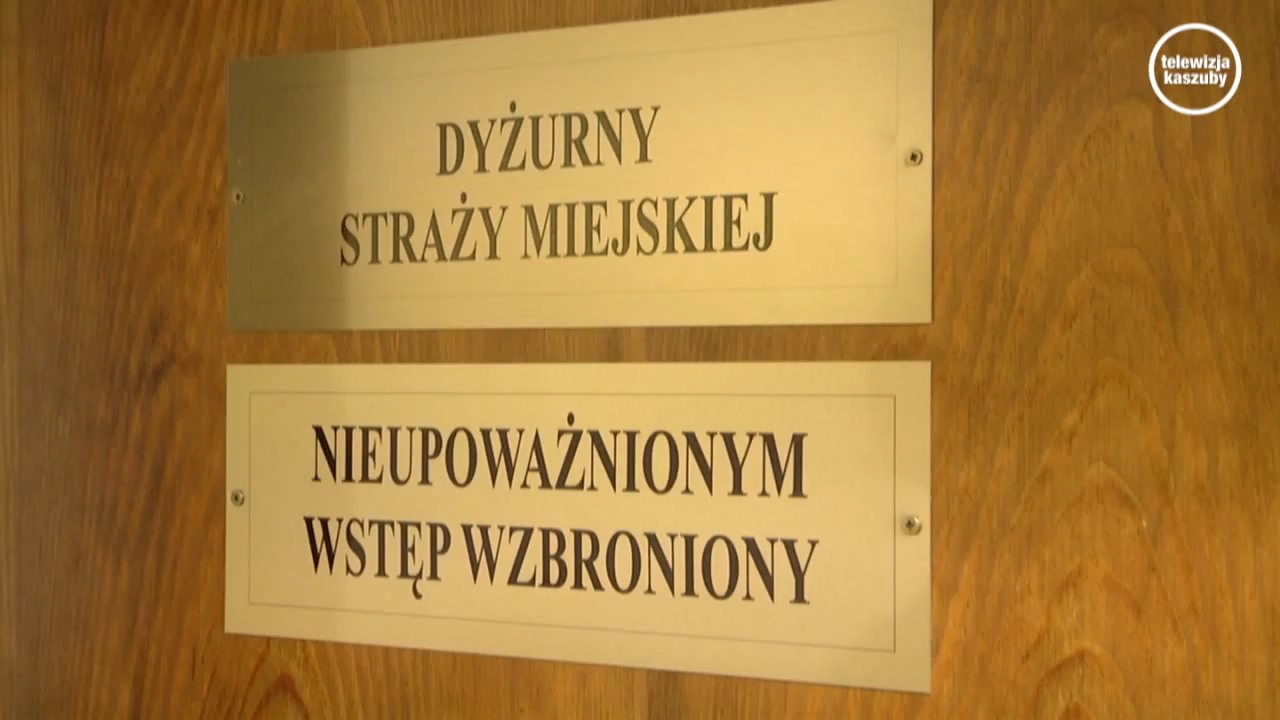 telewizja
kaszuby
DYŻURNY
STRAŻY MIEJSKIEJ
NIEUPOWAŻNIONYM
WSTĘP WZBRONIONY